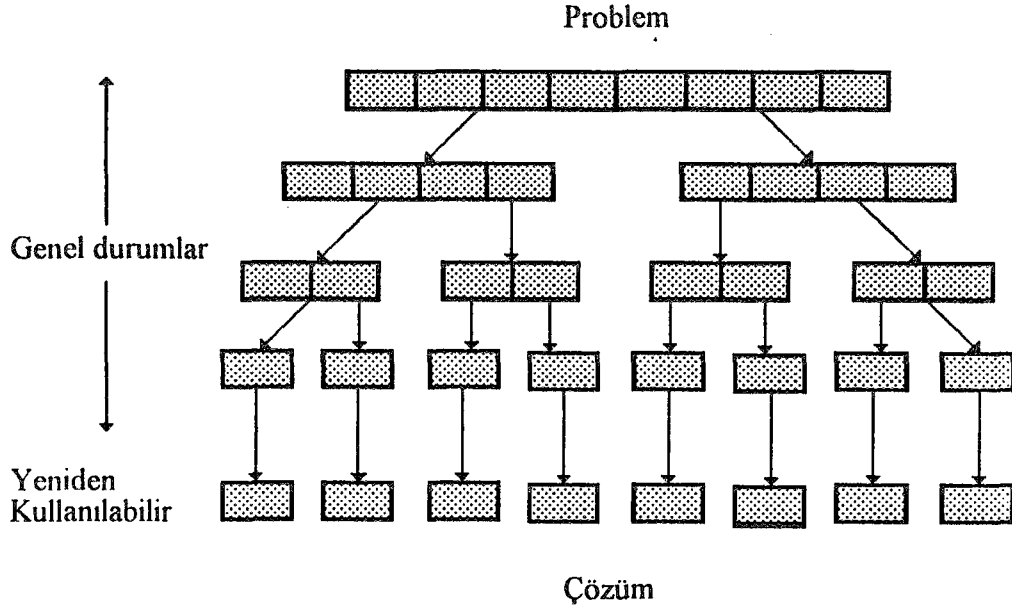 Problem
Genel durumlar
Yeniden
Kullanılabilir
Çözüm